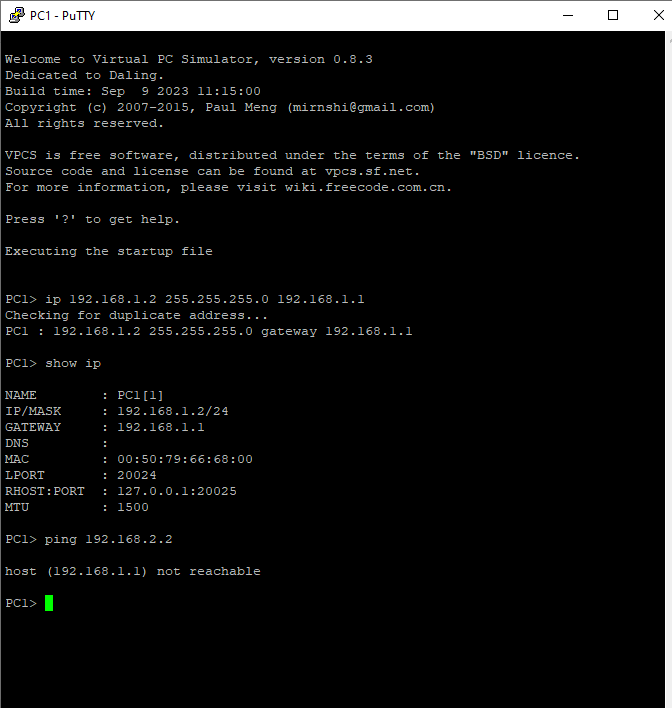 PC1 - PuTTY
Welcome to Virtual PC Simulator, version 0.8.3
Dedicated to Daling.
Build time: Sep  9 2023 11:15:00
Copyright (c) 2007-2015, Paul Meng (mirnshi@gmail.com)
All rights reserved.
VPCS is free software, distributed under the terms of the "BSD" licence.
Source code and license can be found at vpcs.sf.net.
For more information, please visit wiki.freecode.com.cn.
Press '?' to get help.
Executing the startup file
PC1> ip 192.168.1.2 255.255.255.0 192.168.1.1
Checking for duplicate address...
PC1 : 192.168.1.2 255.255.255.0 gateway 192.168.1.1
PC1> show ip
NAME        : PC1[1]
IP/MASK     : 192.168.1.2/24
GATEWAY     : 192.168.1.1
DNS         :
MAC         : 00:50:79:66:68:00
LPORT       : 20024
RHOST:PORT  : 127.0.0.1:20025
MTU         : 1500
PC1> ping 192.168.2.2
host (192.168.1.1) not reachable
PC1>